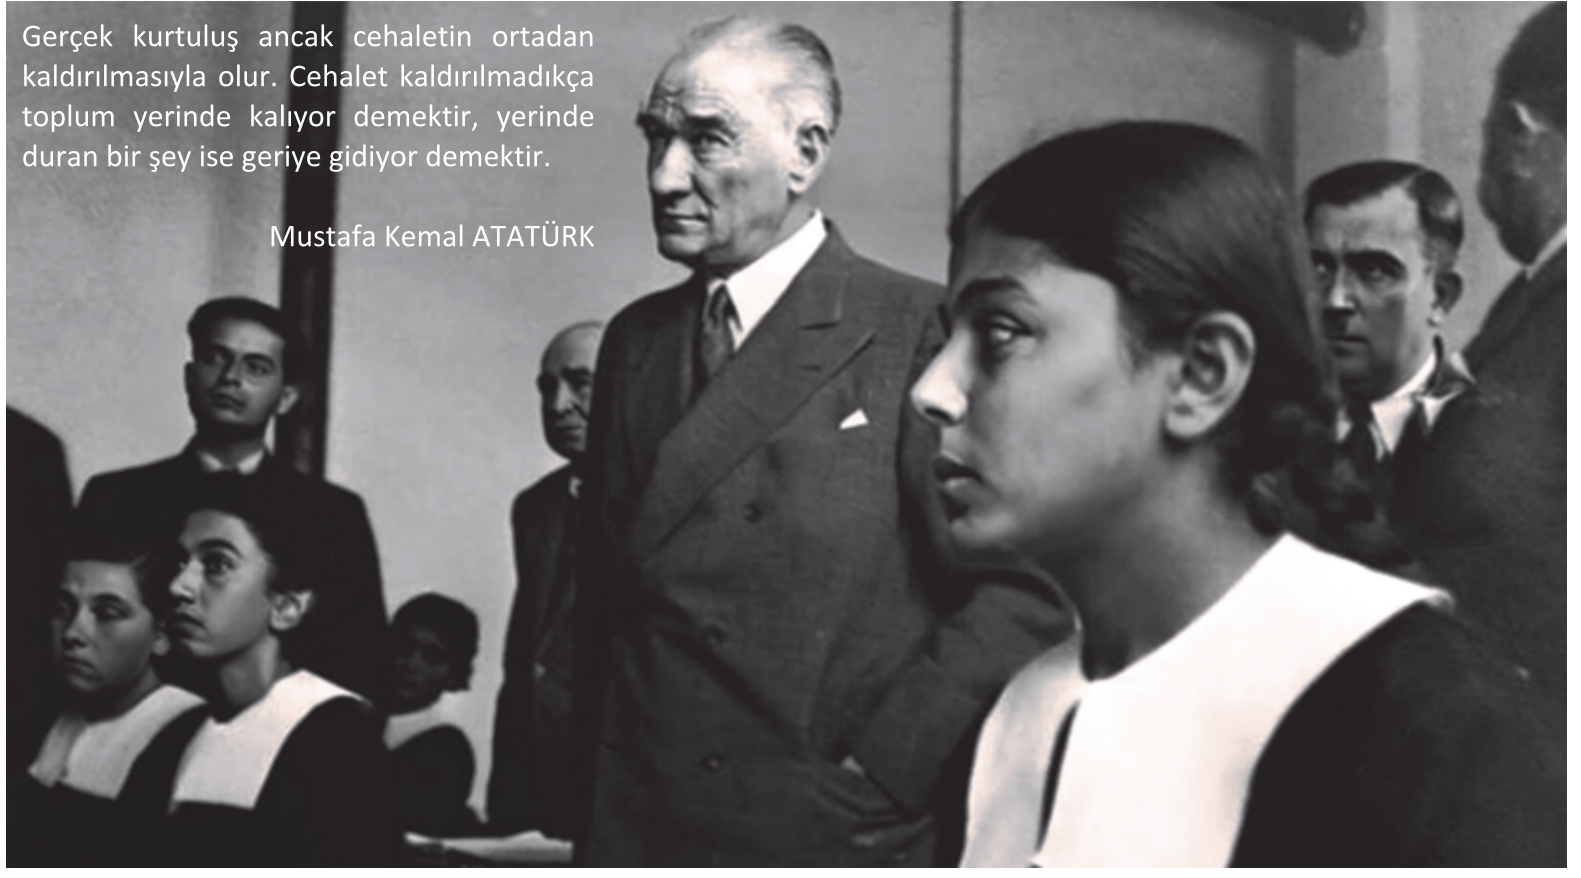 Gerçek kurtuluş ancak cehaletin ortadan
kaldırılmasıyla olur. Cehalet kaldırılmadıkça
toplum yerinde kalıyor demektir, yerinde
duran bir şey ise geriye gidiyor demektir.
Mustafa Kemal ATATÜRK